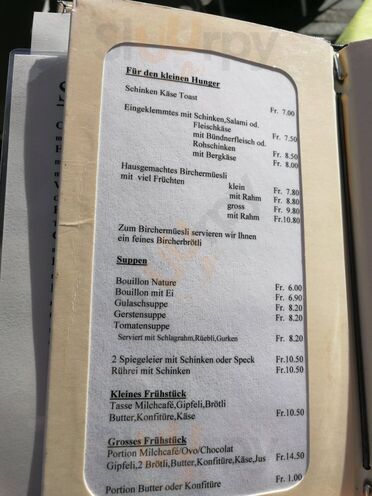 Für den kleinen Hunger
Schinken Käse Toast Fr. 7.00
Eingeklemmtes mit Schinken,Salami od.
Fleischkäse Fr. 7.50
mit Bündnerfleisch od.
Rohschinken Fr. 8.50
mit Bergkäse Fr. 8.00
Hausgemachtes Birchermüesli
mit viel Früchten klein Fr. 7.80
mit Rahm Fr. 8.80
gross Fr. 9.80
mit Rahm Fr.10.80
Zum Birchermüesli servieren wir Ihnen
ein feines Bircherbrötli
Suppen
Bouillon Nature Fr. 6.00
Bouillon mit Ei Fr. 6.90
Gulaschsuppe Fr. 8.20
Gerstensuppe Fr. 8.20
Tomatensuppe
Serviert mit Schlagrahm,Rüebli,Gurken Fr. 8.20
2 Spiegeleier mit Schinken oder Speck Fr.10.50
Rührei mit Schinken Fr.10.50
Kleines Frühstück
Tasse Milchcafé,Gipfeli,Brötli
Butter,Konfitüre,Käse Fr.10.50
Grosses Frühstück
Portion Milchcafé/Ovo/Chocolat
Gipfeli,2 Brötli,Butter,Konfitüre,Käse,Jus Fr.14.50
Portion Butter oder Konfitüre Fr. 1.00